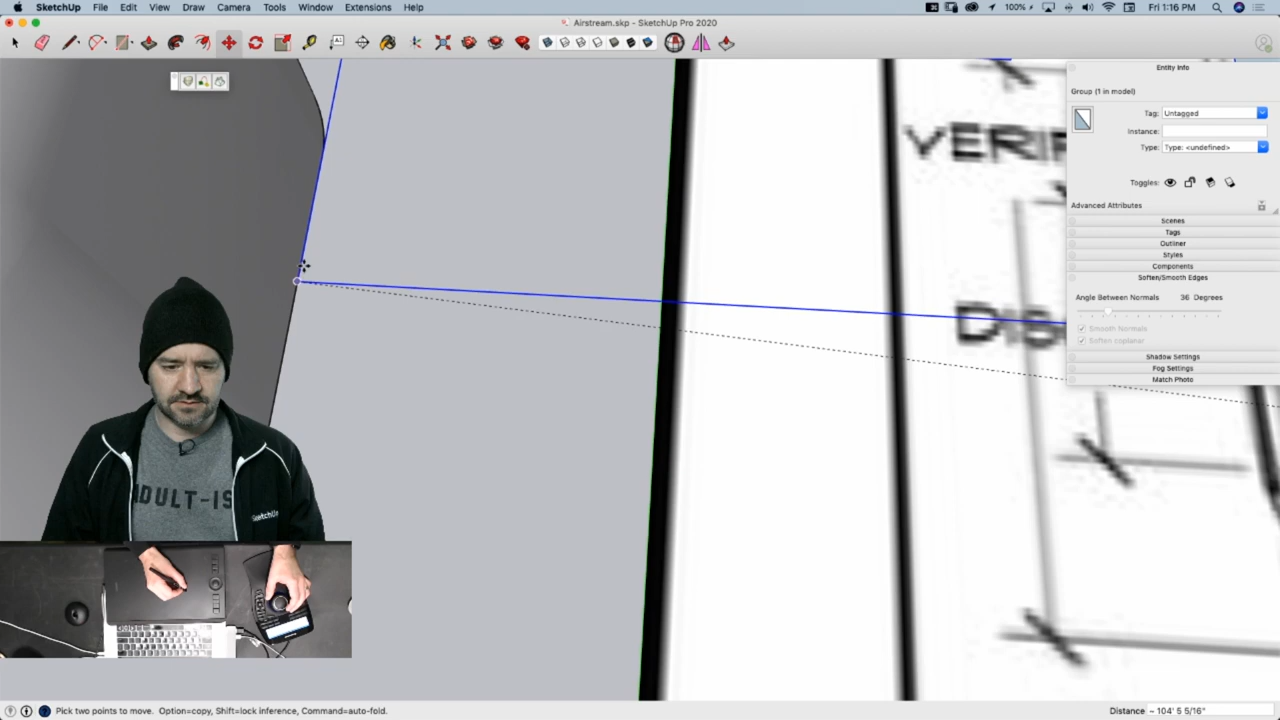 SketchUp File Edit View Draw Camera Tools Window Extensions Help
100% Fri 1:16 PM
Airstream.skp - SketchUp Pro 2020
Entity Info
Group (1 in model)
Tag: Untagged
Instance:
Type: Type: <undefined>
Toggles:
Advanced Attributes
Scenes
Tags
Outliner
Styles
Components
Soften/Smooth Edges
Angle Between Normals 36 Degrees
Smooth Normals
Soften coplanar
Shadow Settings
Fog Settings
Match Photo
VERIF
DIS
DULT-IS
SketchUp
Pick two points to move. Option=copy, Shift=lock inference, Command=auto-fold.
Distance ~ 104' 5 5/16"